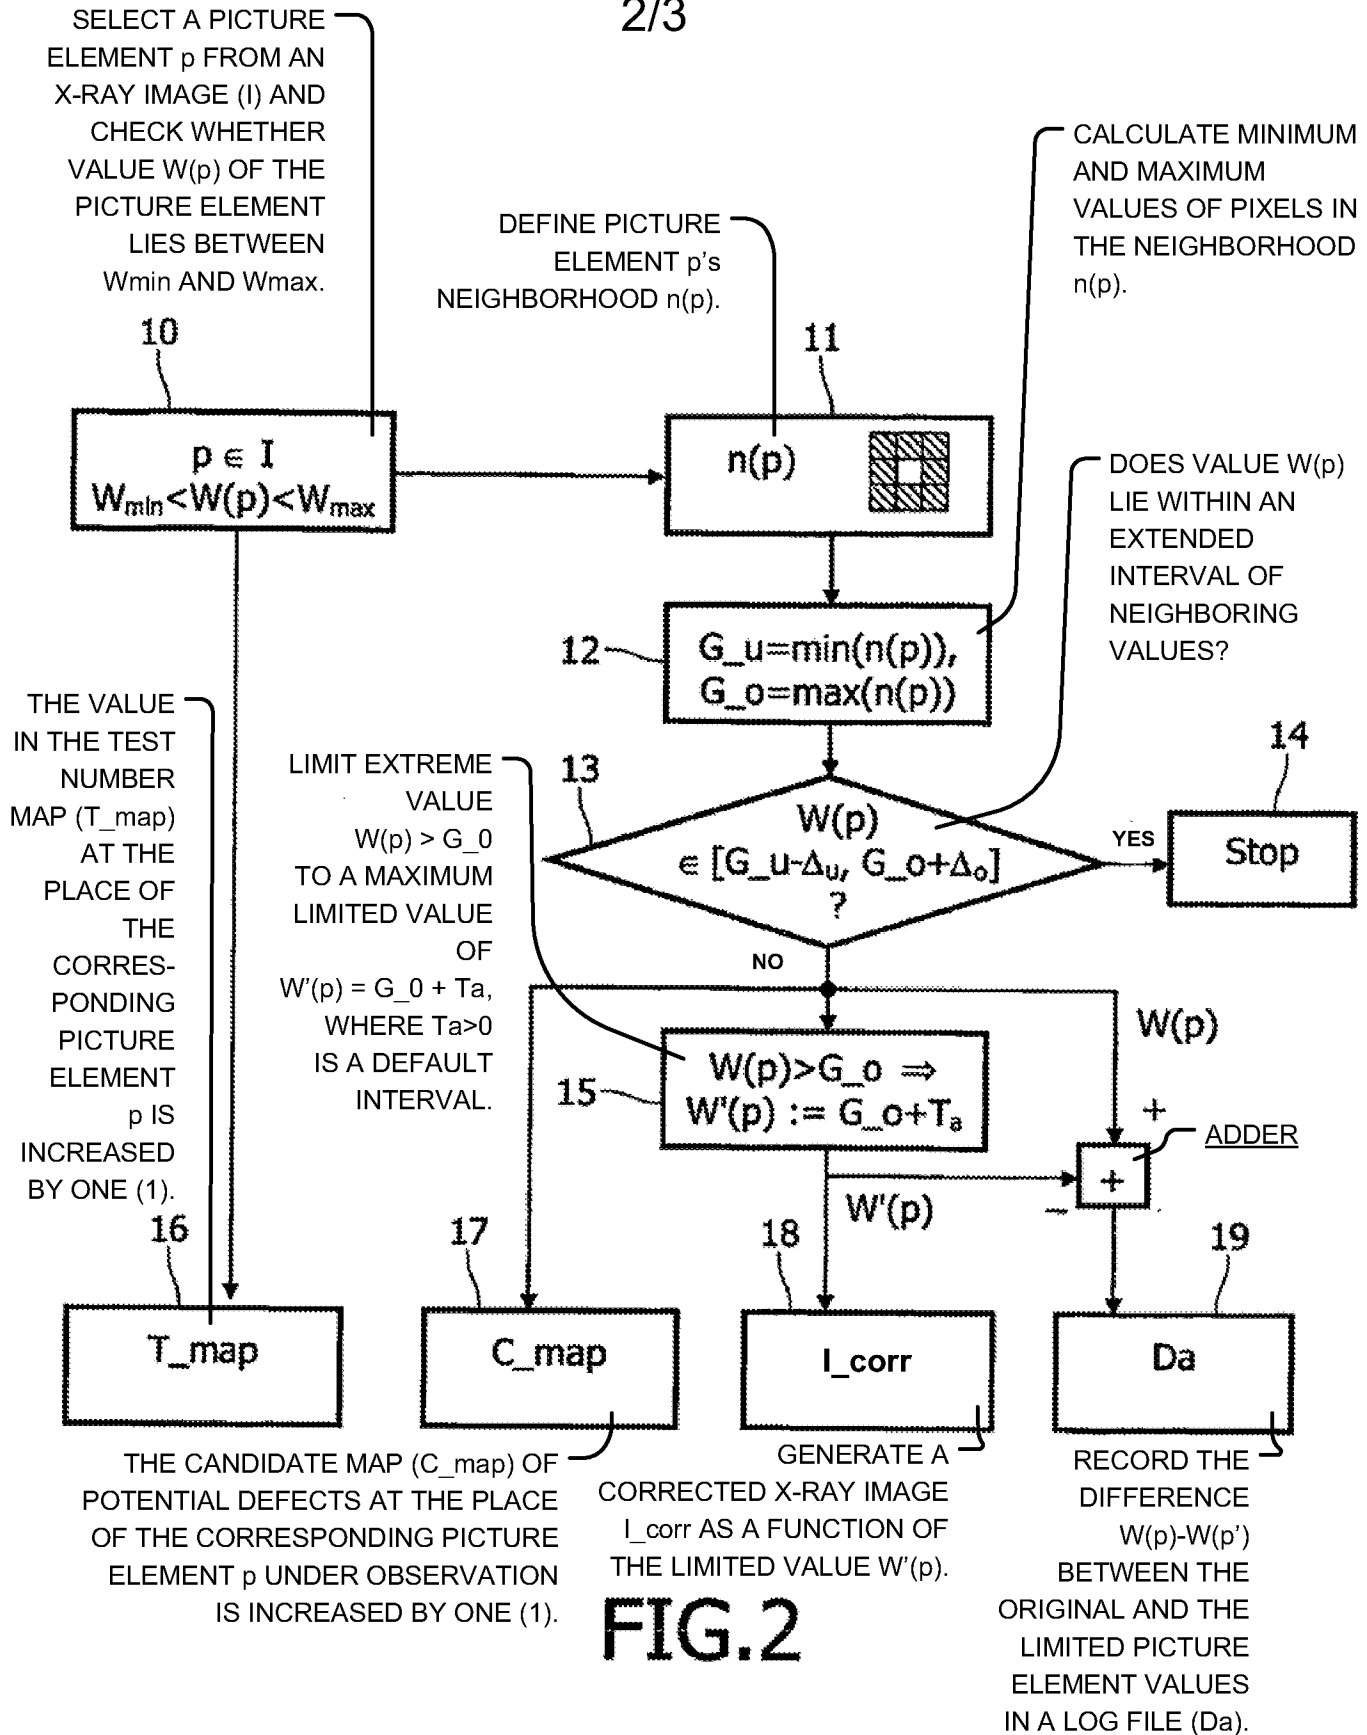 2/3
SELECT A PICTURE
ELEMENT p FROM AN
X-RAY IMAGE (I) AND
CHECK WHETHER
VALUE W(p) OF THE
PICTURE ELEMENT
LIES BETWEEN
Wmin AND Wmax.
10
p ∈ I
Wmin<W(p)<Wmax
DEFINE PICTURE
ELEMENT p’s
NEIGHBORHOOD n(p).
11
n(p)
CALCULATE MINIMUM
AND MAXIMUM
VALUES OF PIXELS IN
THE NEIGHBORHOOD
n(p).
12
G_u=min(n(p)),
G_o=max(n(p))
DOES VALUE W(p)
LIE WITHIN AN
EXTENDED
INTERVAL OF
NEIGHBORING
VALUES?
13
W(p)
∈ [G_u-Δu, G_o+Δo]
?
YES
14
Stop
NO
LIMIT EXTREME
VALUE
W(p) > G_0
TO A MAXIMUM
LIMITED VALUE
OF
W’(p) = G_0 + Ta,
WHERE Ta>0
IS A DEFAULT
INTERVAL.
15
W(p)>G_o ⇒
W'(p) := G_o+Ta
W(p)
+
ADDER
+
−
W'(p)
THE VALUE
IN THE TEST
NUMBER
MAP (T_map)
AT THE
PLACE OF
THE
CORRES-
PONDING
PICTURE
ELEMENT
p IS
INCREASED
BY ONE (1).
16
T_map
17
C_map
18
I_corr
19
Da
THE CANDIDATE MAP (C_map) OF
POTENTIAL DEFECTS AT THE PLACE
OF THE CORRESPONDING PICTURE
ELEMENT p UNDER OBSERVATION
IS INCREASED BY ONE (1).
GENERATE A
CORRECTED X-RAY IMAGE
I_corr AS A FUNCTION OF
THE LIMITED VALUE W’(p).
RECORD THE
DIFFERENCE
W(p)-W(p’)
BETWEEN THE
ORIGINAL AND THE
LIMITED PICTURE
ELEMENT VALUES
IN A LOG FILE (Da).
FIG.2